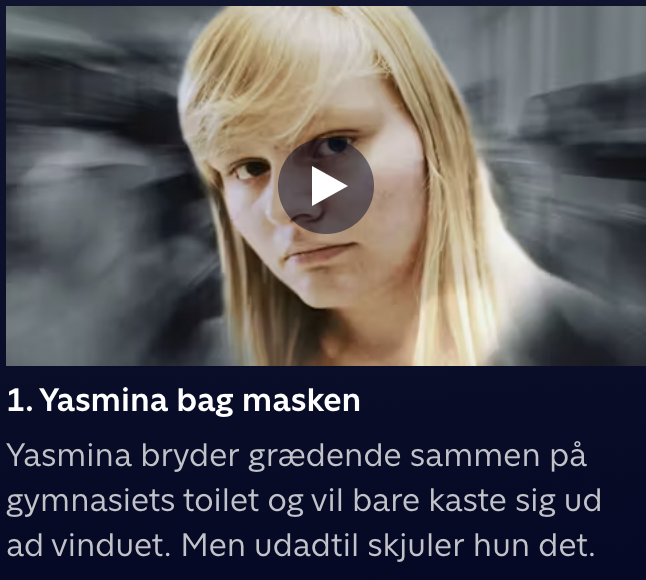 1. Yasmina bag masken
Yasmina bryder grædende sammen på
gymnasiets toilet og vil bare kaste sig ud
ad vinduet. Men udadtil skjuler hun det.